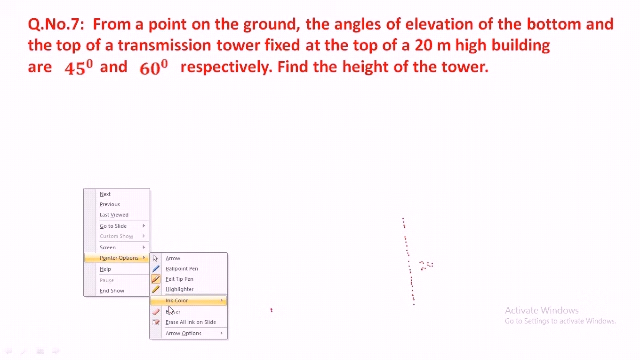 Q.No.7: From a point on the ground, the angles of elevation of the bottom and
the top of a transmission tower fixed at the top of a 20 m high building
are 45⁰ and 60⁰ respectively. Find the height of the tower.
Next
Previous
Last Viewed
Go to Slide
Custom Show
Screen
Pointer Options
Help
Pause
End Show
Arrow
Ballpoint Pen
Felt Tip Pen
Highlighter
Ink Color
Erase All Ink on Slide
Arrow Options
Activate Windows
Go to Settings to activate Windows.